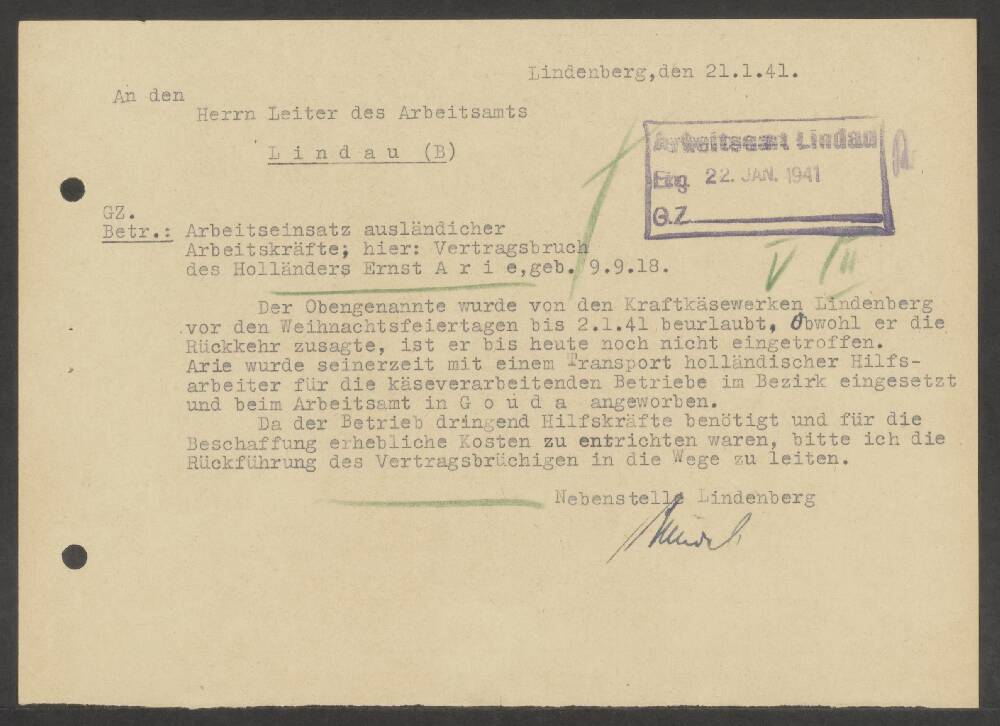 Lindenberg,den 21.1.41.
An den
Herrn Leiter des Arbeitsamts
L i n d a u (B)
Arbeitsamt Lindau
Eing. 22. JAN. 1941
G.Z.
GZ.
Betr.: Arbeitseinsatz ausländicher
Arbeitskräfte; hier: Vertragsbruch
des Holländers Ernst A r i e,geb. 9.9.18.
Der Obengenannte wurde von den Kraftkäsewerken Lindenberg
vor den Weihnachtsfeiertagen bis 2.1.41 beurlaubt, Obwohl er die
Rückkehr zusagte, ist er bis heute noch nicht eingetroffen.
Arie wurde seinerzeit mit einem Transport holländischer Hilfs-
arbeiter für die käseverarbeitenden Betriebe im Bezirk eingesetzt
und beim Arbeitsamt in G o u d a angeworben.
Da der Betrieb dringend Hilfskräfte benötigt und für die
Beschaffung erhebliche Kosten zu entrichten waren, bitte ich die
Rückführung des Vertragsbrüchigen in die Wege zu leiten.
Nebenstelle Lindenberg